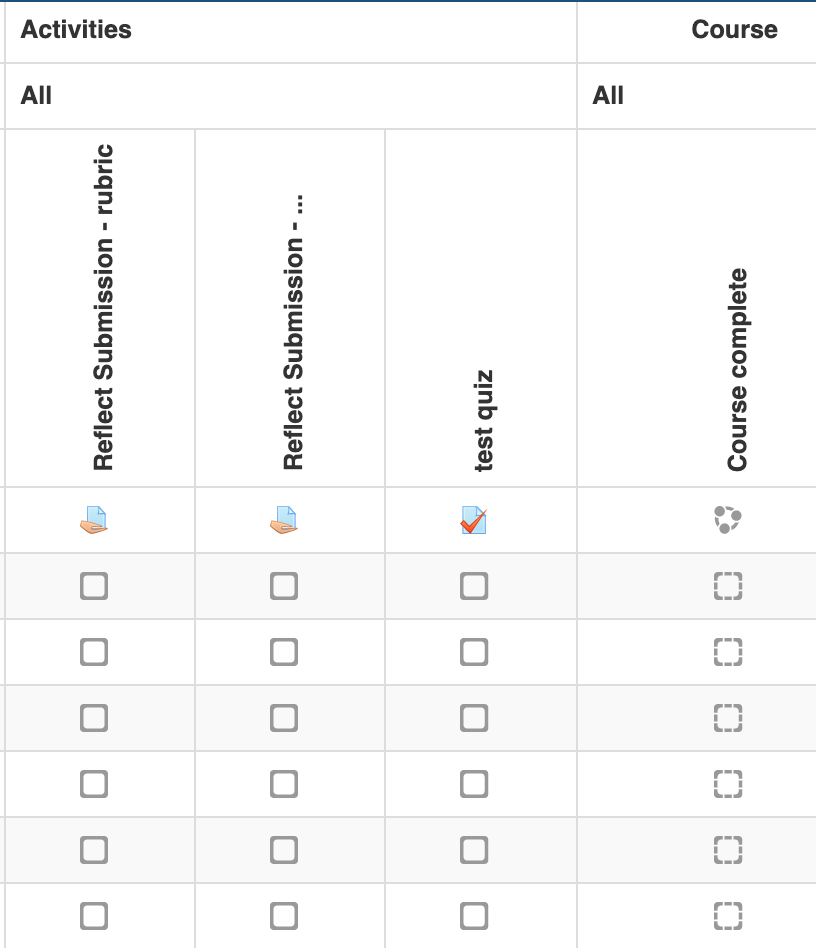 Activities
Course
All
All
Reflect Submission - rubric
Reflect Submission - ...
test quiz
Course complete